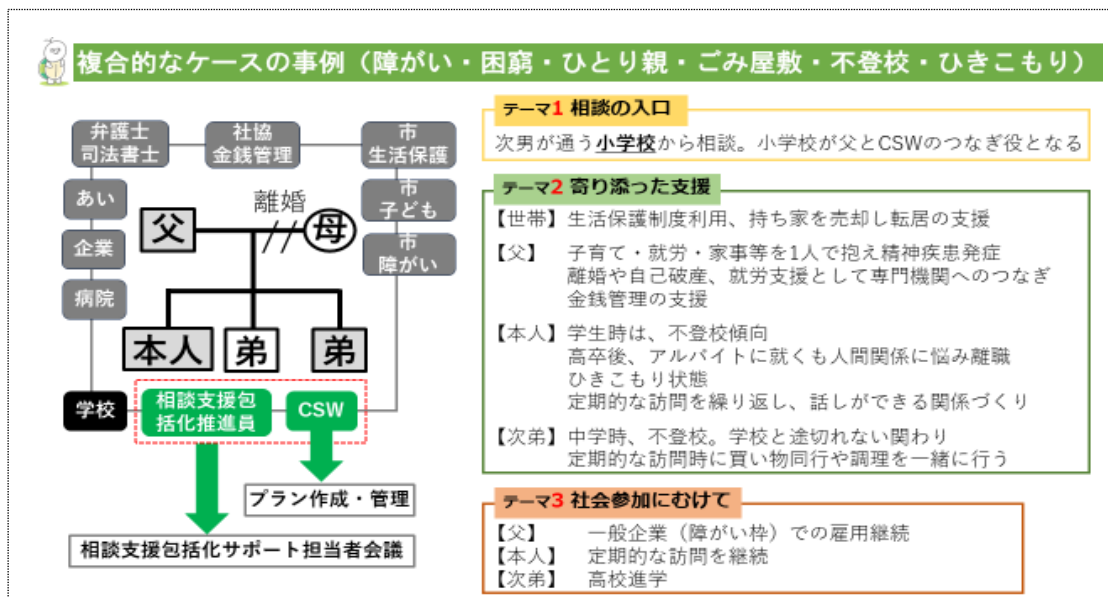 複合的なケースの事例（障がい・困窮・ひとり親・ごみ屋敷・不登校・ひきこもり）
弁護士
司法書士
社協
金銭管理
市
生活保護
あい
企業
病院
市
子ども
市
障がい
離婚
父
母
本人
弟
弟
学校
相談支援包
括化推進員
CSW
プラン作成・管理
相談支援包括化サポート担当者会議
テーマ1 相談の入口
次男が通う小学校から相談。小学校が父とCSWのつなぎ役となる
テーマ2 寄り添った支援
【世帯】生活保護制度利用、持ち家を売却し転居の支援
【父】 子育て・就労・家事等を1人で抱え精神疾患発症
離婚や自己破産、就労支援として専門機関へのつなぎ
金銭管理の支援
【本人】学生時は、不登校傾向
高卒後、アルバイトに就くも人間関係に悩み離職
ひきこもり状態
定期的な訪問を繰り返し、話しができる関係づくり
【次弟】中学時、不登校。学校と途切れない関わり
定期的な訪問時に買い物同行や調理を一緒に行う
テーマ3 社会参加にむけて
【父】 一般企業（障がい枠）での雇用継続
【本人】 定期的な訪問を継続
【次弟】 高校進学